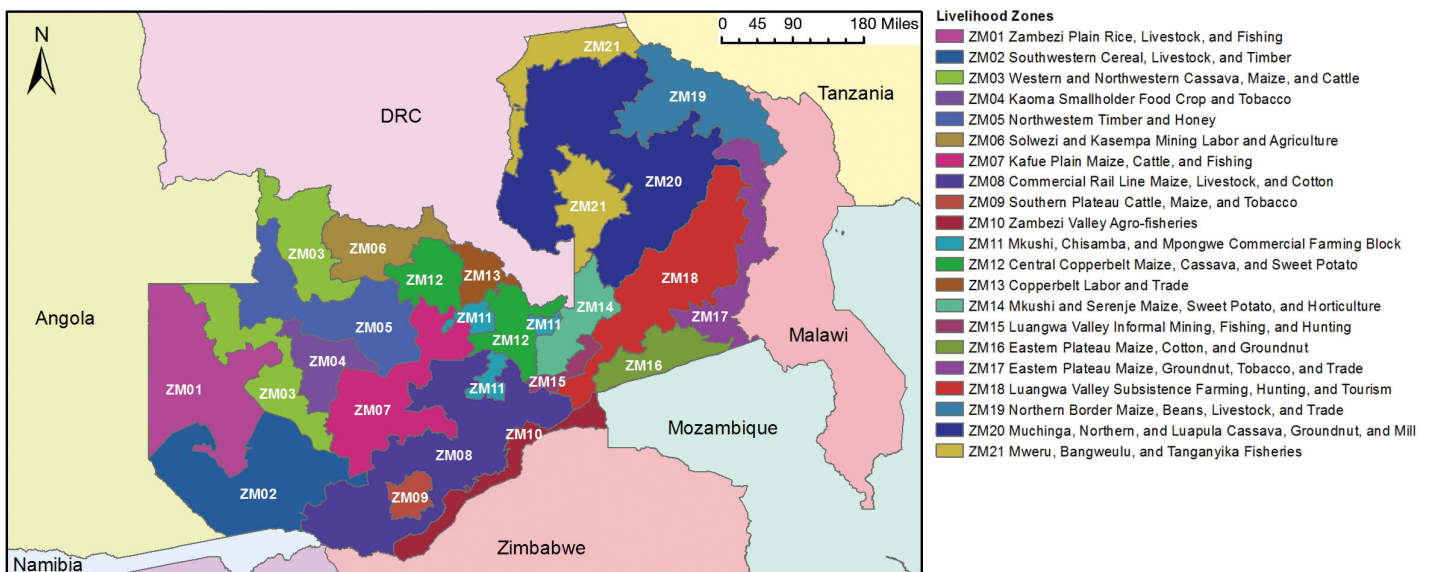 N
0 45 90 180 Miles
DRC
Tanzania
Angola
Malawi
Mozambique
Zimbabwe
Namibia
ZM21
ZM19
ZM20
ZM21
ZM03
ZM06
ZM12
ZM13
ZM18
ZM14
ZM11
ZM11
ZM17
ZM05
ZM12
ZM04
ZM16
ZM01
ZM03
ZM15
ZM11
ZM07
ZM10
ZM08
ZM02
ZM09
Livelihood Zones
ZM01 Zambezi Plain Rice, Livestock, and Fishing
ZM02 Southwestern Cereal, Livestock, and Timber
ZM03 Western and Northwestern Cassava, Maize, and Cattle
ZM04 Kaoma Smallholder Food Crop and Tobacco
ZM05 Northwestern Timber and Honey
ZM06 Solwezi and Kasempa Mining Labor and Agriculture
ZM07 Kafue Plain Maize, Cattle, and Fishing
ZM08 Commercial Rail Line Maize, Livestock, and Cotton
ZM09 Southern Plateau Cattle, Maize, and Tobacco
ZM10 Zambezi Valley Agro-fisheries
ZM11 Mkushi, Chisamba, and Mpongwe Commercial Farming Block
ZM12 Central Copperbelt Maize, Cassava, and Sweet Potato
ZM13 Copperbelt Labor and Trade
ZM14 Mkushi and Serenje Maize, Sweet Potato, and Horticulture
ZM15 Luangwa Valley Informal Mining, Fishing, and Hunting
ZM16 Eastern Plateau Maize, Cotton, and Groundnut
ZM17 Eastern Plateau Maize, Groundnut, Tobacco, and Trade
ZM18 Luangwa Valley Subsistence Farming, Hunting, and Tourism
ZM19 Northern Border Maize, Beans, Livestock, and Trade
ZM20 Muchinga, Northern, and Luapula Cassava, Groundnut, and Mill
ZM21 Mweru, Bangweulu, and Tanganyika Fisheries